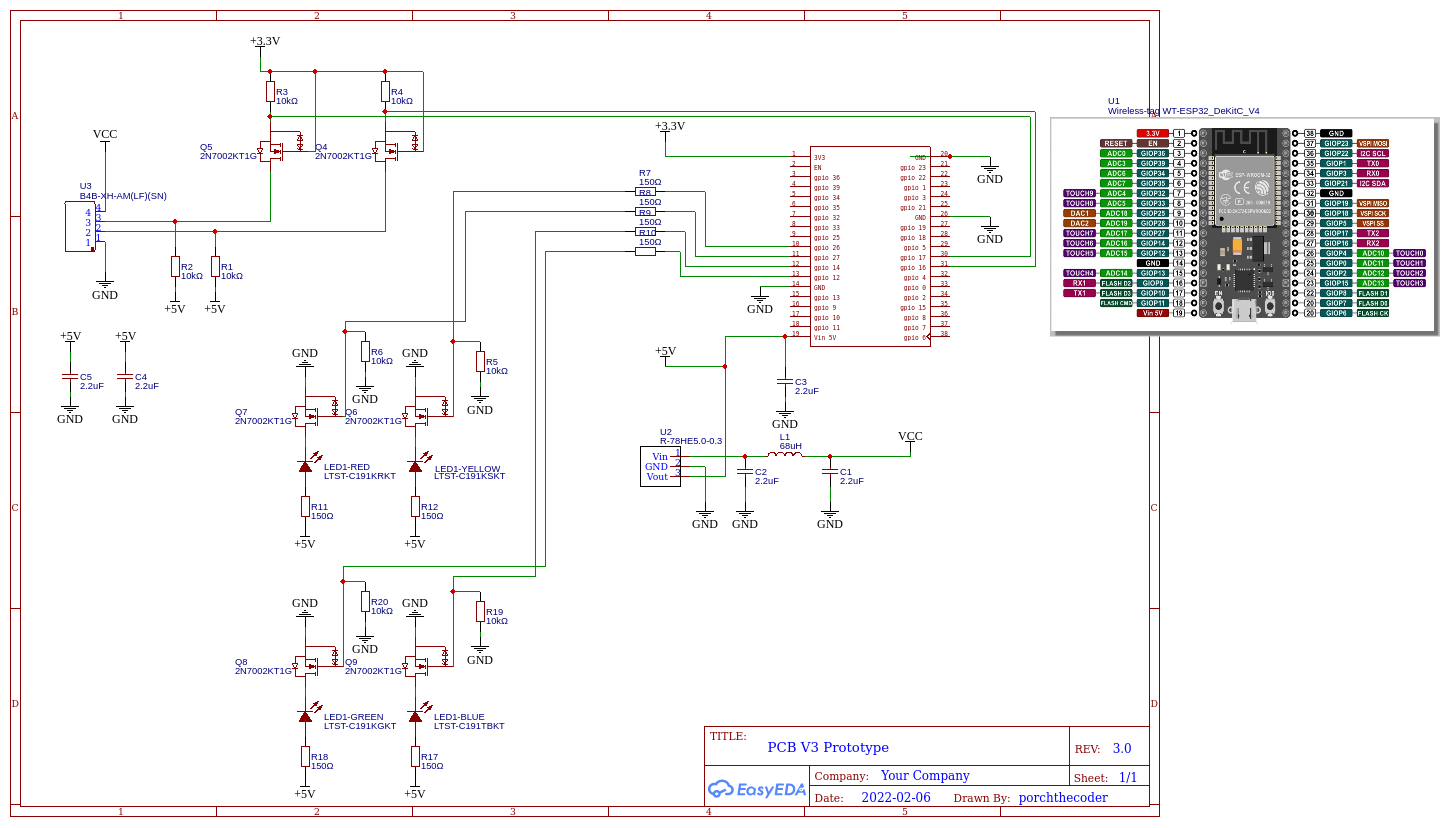 1 2 3 4 5
A
B
C
D
+3.3V
R3
10kΩ
R4
10kΩ
Q5
2N7002KT1G
Q4
2N7002KT1G
VCC
U3
B4B-XH-AM(LF)(SN)
4 4
3 3
2 2
1 1
GND
R2
10kΩ
R1
10kΩ
+5V
+5V
+5V
+5V
C5
2.2uF
C4
2.2uF
GND
GND
R7
150Ω
R8
150Ω
R9
150Ω
R10
150Ω
+3.3V
1 3V3
2 EN
3 gpio 36
4 gpio 39
5 gpio 34
6 gpio 35
7 gpio 32
8 gpio 33
9 gpio 25
10 gpio 26
11 gpio 27
12 gpio 14
13 gpio 12
14 GND
15 gpio 13
16 gpio 9
17 gpio 10
18 gpio 11
19 Vin 5V
GND 20
gpio 23 21
gpio 22 22
gpio 1 23
gpio 3 24
gpio 21 25
GND 26
gpio 19 27
gpio 18 28
gpio 5 29
gpio 17 30
gpio 16 31
gpio 4 32
gpio 0 33
gpio 2 34
gpio 15 35
gpio 8 36
gpio 7 37
gpio 6 38
GND
GND
GND
U1
Wireless-tag WT-ESP32_DeKitC_V4
3.3V 1
RESET EN 2
ADC0 GIOP36 3
ADC3 GIOP39 4
ADC6 GIOP34 5
ADC7 GIOP35 6
TOUCH9 ADC4 GIOP32 7
TOUCH8 ADC5 GIOP33 8
DAC1 ADC18 GIOP25 9
DAC2 ADC19 GIOP26 10
TOUCH7 ADC17 GIOP27 11
TOUCH6 ADC16 GIOP14 12
TOUCH5 ADC15 GIOP12 13
GND 14
TOUCH4 ADC14 GIOP13 15
RX1 FLASH D2 GIOP9 16
TX1 FLASH D3 GIOP10 17
FLASH CMD GIOP11 18
Vin 5V 19
ESP-WROOM-32
EN
38 GND
37 GIOP23 VSPI MOSI
36 GIOP22 I2C SCL
35 GIOP1 TX0
34 GIOP3 RX0
33 GIOP21 I2C SDA
32 GND
31 GIOP19 VSPI MISO
30 GIOP18 VSPI SCK
29 GIOP5 VSPI SS
28 GIOP17 TX2
27 GIOP16 RX2
26 GIOP4 ADC10 TOUCH0
25 GIOP0 ADC11 TOUCH1
24 GIOP2 ADC12 TOUCH2
23 GIOP15 ADC13 TOUCH3
22 GIOP8 FLASH D1
20 GIOP7 FLASH D0
20 GIOP6 FLASH CK
+5V
C3
2.2uF
GND
U2
R-78HE5.0-0.3
Vin 1
GND 2
Vout 3
L1
68uH
VCC
C2
2.2uF
C1
2.2uF
GND
GND
GND
GND
R6
10kΩ
GND
GND
R5
10kΩ
GND
Q7
2N7002KT1G
Q6
2N7002KT1G
LED1-RED
LTST-C191KRKT
LED1-YELLOW
LTST-C191KSKT
R11
150Ω
R12
150Ω
+5V
+5V
GND
R20
10kΩ
GND
GND
R19
10kΩ
GND
Q8
2N7002KT1G
Q9
2N7002KT1G
LED1-GREEN
LTST-C191KGKT
LED1-BLUE
LTST-C191TBKT
R18
150Ω
R17
150Ω
+5V
+5V
TITLE:
PCB V3 Prototype
REV: 3.0
EasyEDA
Company: Your Company
Sheet: 1/1
Date: 2022-02-06 Drawn By: porchthecoder
A
C
D
1 2 3 4 5